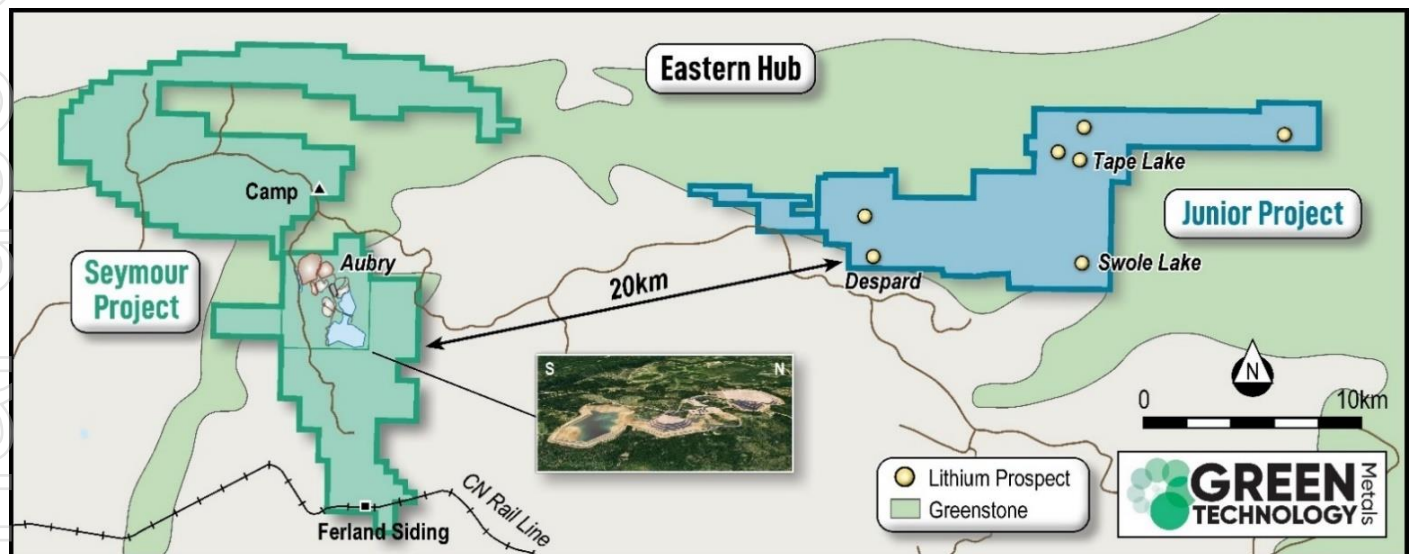 Eastern Hub
Camp
Aubry
Seymour
Project
20km
Tape Lake
Junior Project
Despard
Swole Lake
S
N
N
0
10km
CN Rail Line
Ferland Siding
Lithium Prospect
Greenstone
GREEN
TECHNOLOGY
Metals